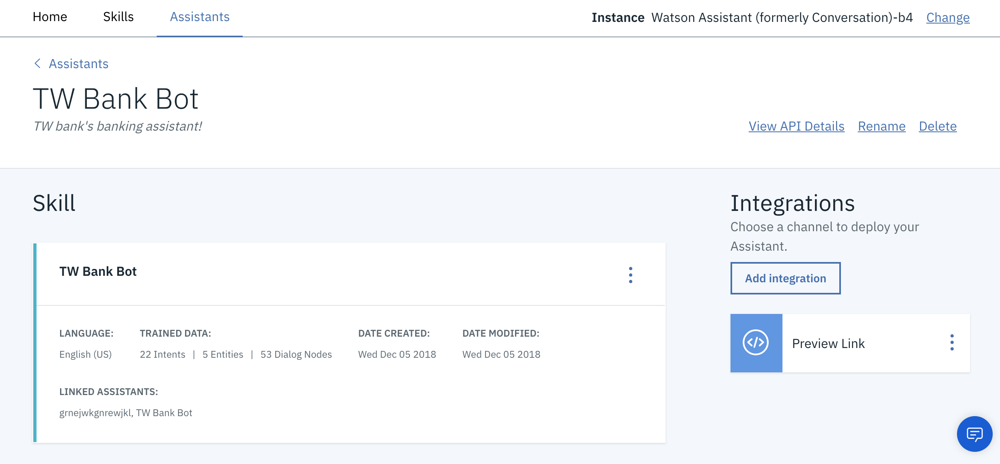 Home Skills Assistants Instance Watson Assistant (formerly Conversation)-b4 Change
Assistants
TW Bank Bot
TW bank's banking assistant!
View API Details Rename Delete
Skill
TW Bank Bot
LANGUAGE: TRAINED DATA: DATE CREATED: DATE MODIFIED:
English (US) 22 Intents | 5 Entities | 53 Dialog Nodes Wed Dec 05 2018 Wed Dec 05 2018
LINKED ASSISTANTS:
grnejwkgnrewjkl, TW Bank Bot
Integrations
Choose a channel to deploy your
Assistant.
Add integration
Preview Link